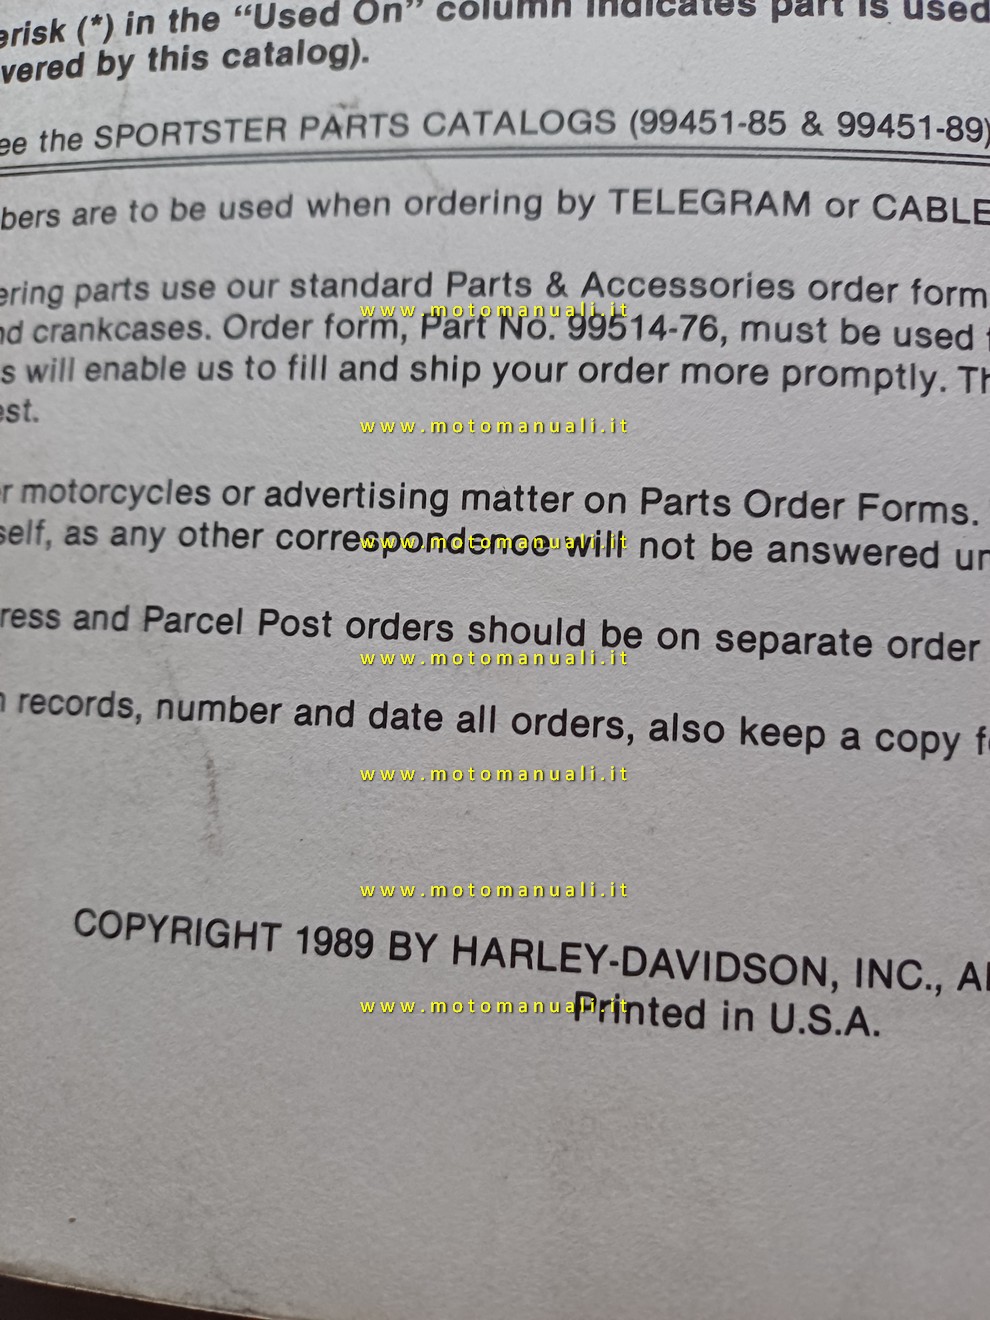 erisk (*) in the “Used On” column indicates part is used
vered by this catalog).
ee the SPORTSTER PARTS CATALOGS (99451-85 & 99451-89)
bers are to be used when ordering by TELEGRAM or CABLE
ering parts use our standard Parts & Accessories order form
www.motomanuali.it
nd crankcases. Order form, Part No. 99514-76, must be used
s will enable us to fill and ship your order more promptly. Th
est.
www.motomanuali.it
r motorcycles or advertising matter on Parts Order Forms.
self, as any other correspondence will not be answered un
www.motomanuali.it
ress and Parcel Post orders should be on separate order
www.motomanuali.it
n records, number and date all orders, also keep a copy f
www.motomanuali.it
www.motomanuali.it
COPYRIGHT 1989 BY HARLEY-DAVIDSON, INC., Al
www.motomanuali.it
Printed in U.S.A.